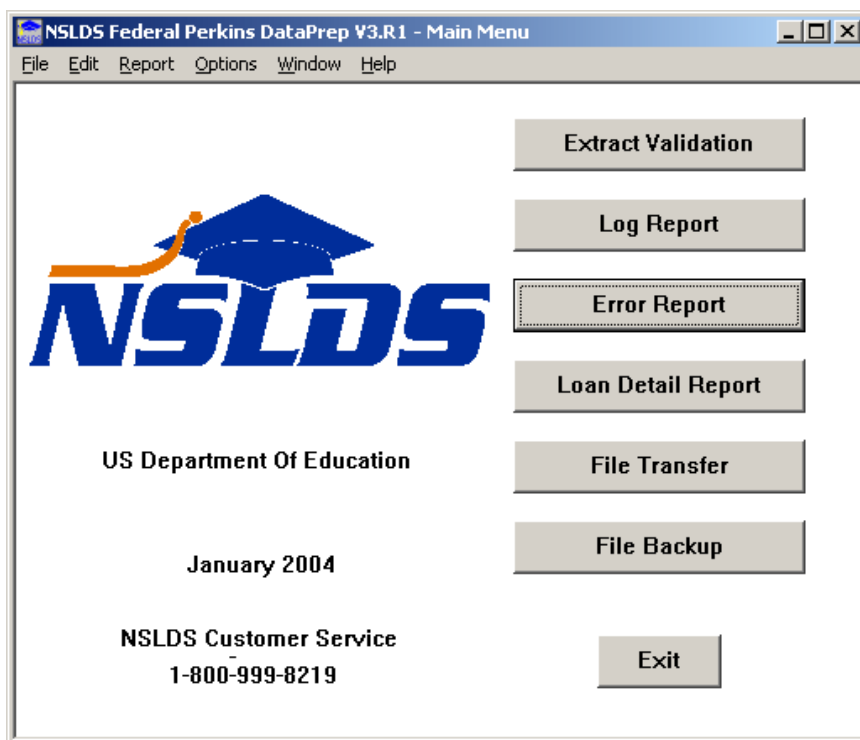 NSLDS Federal Perkins DataPrep V3.R1 - Main Menu
File Edit Report Options Window Help
Extract Validation
Log Report
Error Report
Loan Detail Report
File Transfer
File Backup
Exit
NSLDS
US Department Of Education
January 2004
NSLDS Customer Service
1-800-999-8219